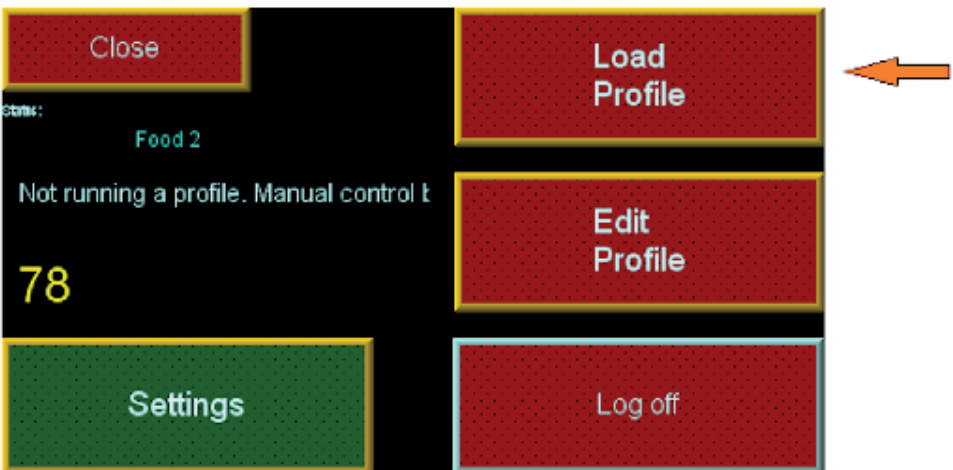 Close
Load
Profile
Food 2
Not running a profile. Manual control
Edit
Profile
78
Settings
Log off